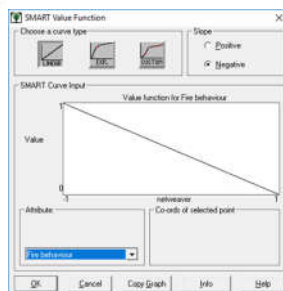 SMART Value Function
Choose a curve type
LINEAR
EXPL
CUSTOM
Slope
Positive
Negative
SMART Curve Input
Value function for Fire behaviour
1
Value
0
-1
netweaver
1
Attribute
Fire behaviour
Co-ords of selected point
OK
Cancel
Copy Graph
Info
Help